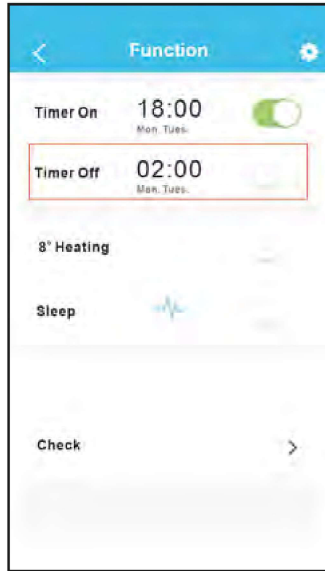 Function
Timer On 18:00
Mon. Tues.
Timer Off 02:00
Mon. Tues.
8° Heating
Sleep
Check